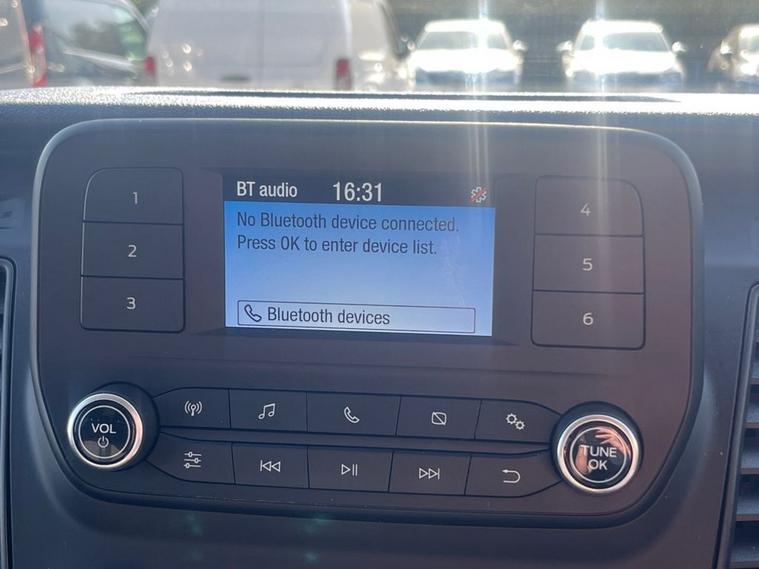 BT audio 16:31
No Bluetooth device connected.
Press OK to enter device list.
Bluetooth devices
1
2
3
4
5
6
VOL
TUNE
OK